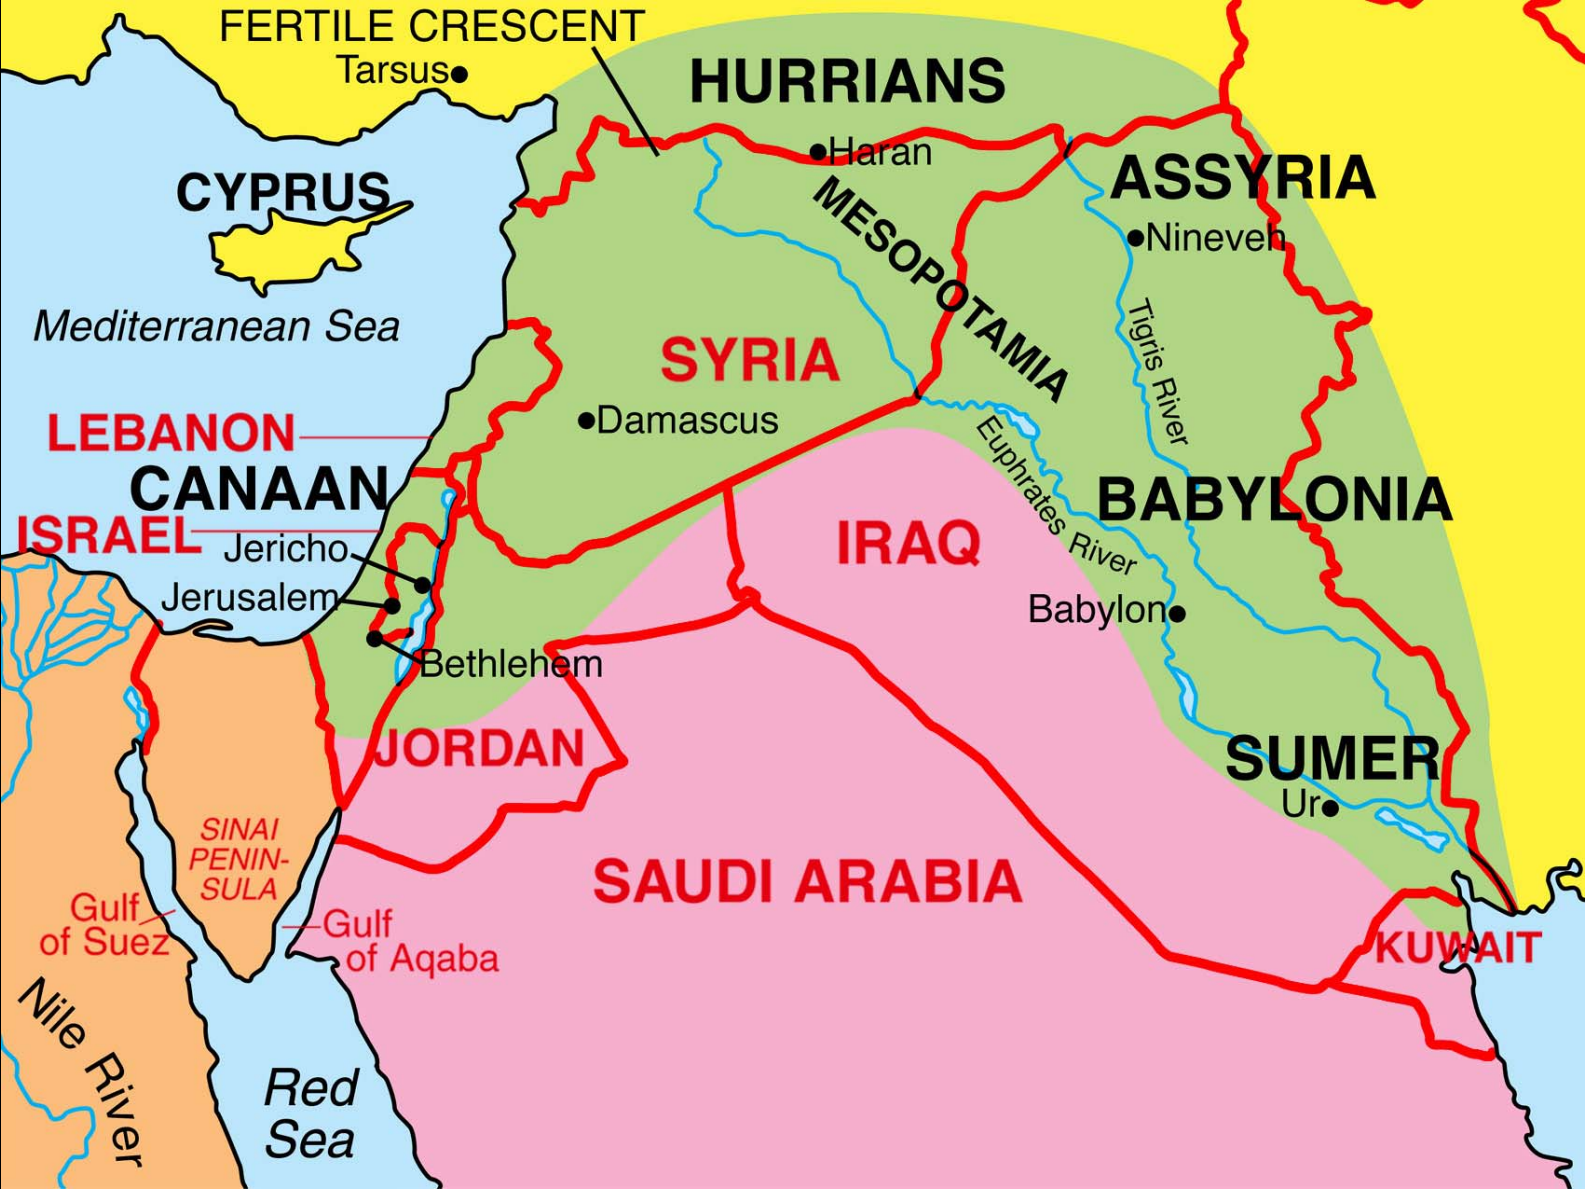 FERTILE CRESCENT
Tarsus
HURRIANS
Haran
CYPRUS
ASSYRIA
MESOPOTAMIA
Nineveh
Mediterranean Sea
Tigris River
SYRIA
Damascus
LEBANON
CANAAN
ISRAEL
Jericho
Jerusalem
Bethlehem
Euphrates River
BABYLONIA
IRAQ
Babylon
JORDAN
SUMER
Ur
SINAI
PENIN-
SULA
SAUDI ARABIA
Gulf
of Suez
Gulf
of Aqaba
KUWAIT
Nile River
Red
Sea